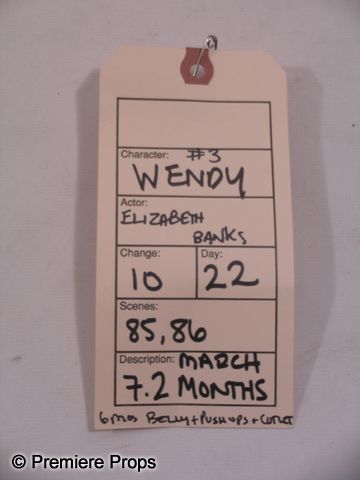 Character: #3
WENDY
Actor:
ELIZABETH
BANKS
Change: Day:
10 22
Scenes:
85, 86
Description: MARCH
7.2 MONTHS
6 MOS BELLY + PUSH UPS + CUTLET
© Premiere Props